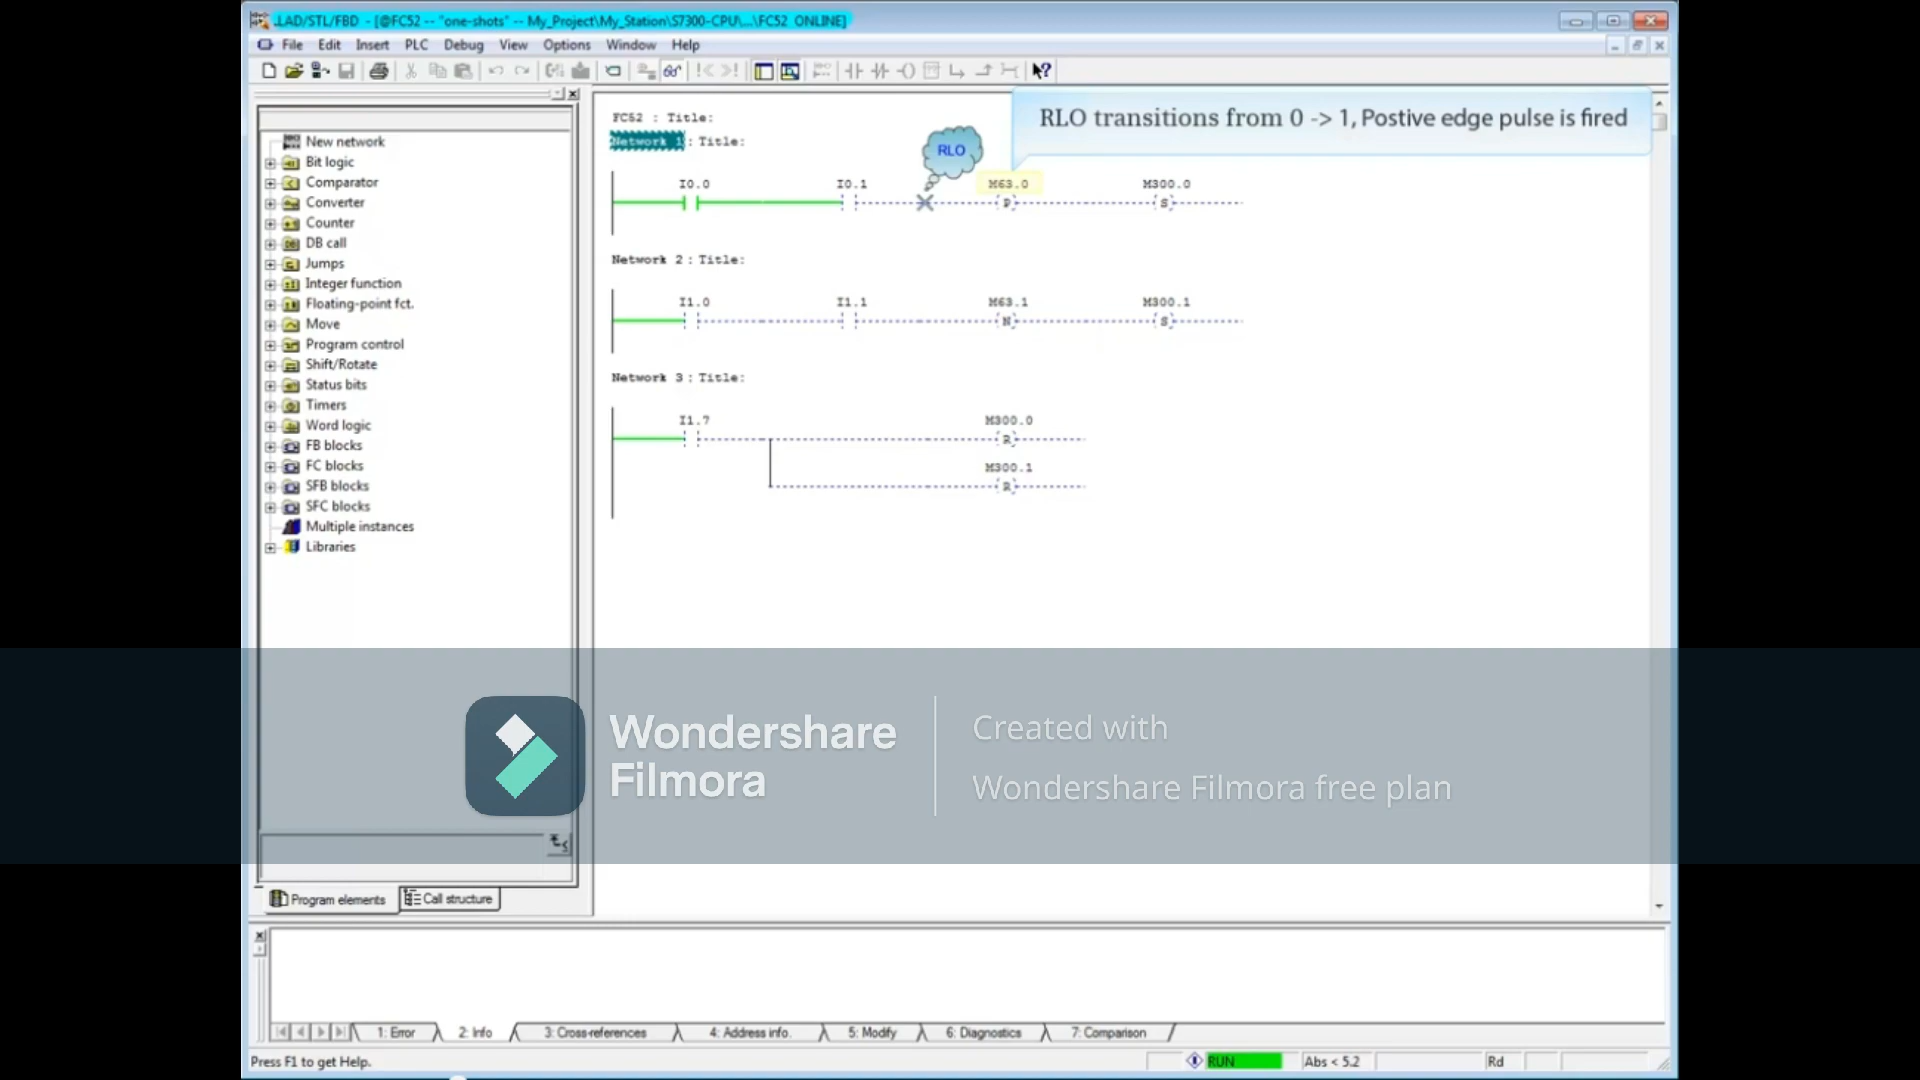 LAD/STL/FBD - [@FC52 -- "one-shots" -- My_Project\My_Station\S7300-CPU\...\FC52 ONLINE]
File Edit Insert PLC Debug View Options Window Help
RLO transitions from 0 -> 1, Postive edge pulse is fired
FC52 : Title:
Network 1 : Title:
RLO
I0.0 I0.1 M63.0 M300.0
P S
Network 2 : Title:
I1.0 I1.1 M63.1 M300.1
N S
Network 3 : Title:
I1.7 M300.0
R
M300.1
R
New network
Bit logic
Comparator
Converter
Counter
DB call
Jumps
Integer function
Floating-point fct.
Move
Program control
Shift/Rotate
Status bits
Timers
Word logic
FB blocks
FC blocks
SFB blocks
SFC blocks
Multiple instances
Libraries
Wondershare
Filmora
Created with
Wondershare Filmora free plan
Program elements Call structure
1: Error 2: Info 3: Cross-references 4: Address info. 5: Modify 6: Diagnostics 7: Comparison
Press F1 to get Help. RUN Abs < 5.2 Rd